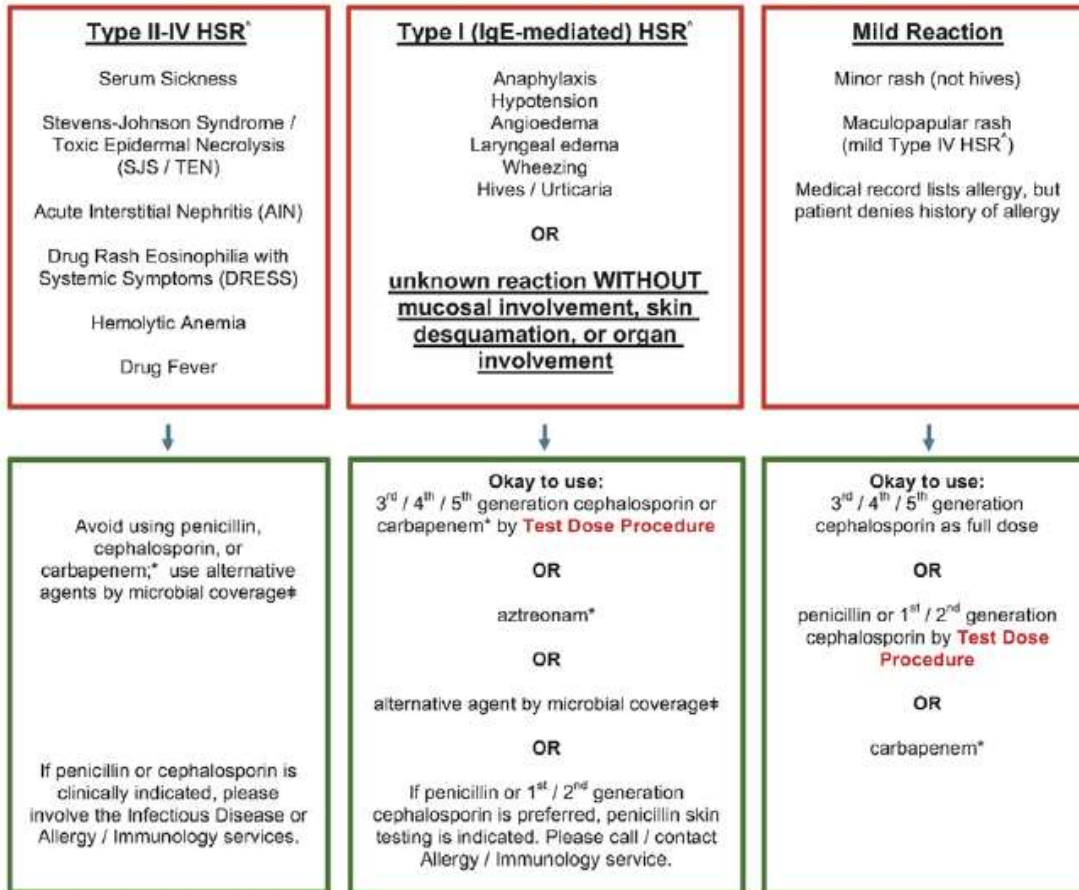 Type II-IV HSR^
Serum Sickness
Stevens-Johnson Syndrome /
Toxic Epidermal Necrolysis
(SJS / TEN)
Acute Interstitial Nephritis (AIN)
Drug Rash Eosinophilia with
Systemic Symptoms (DRESS)
Hemolytic Anemia
Drug Fever
Type I (IgE-mediated) HSR^
Anaphylaxis
Hypotension
Angioedema
Laryngeal edema
Wheezing
Hives / Urticaria
OR
unknown reaction WITHOUT
mucosal involvement, skin
desquamation, or organ
involvement
Mild Reaction
Minor rash (not hives)
Maculopapular rash
(mild Type IV HSR^)
Medical record lists allergy, but
patient denies history of allergy
Avoid using penicillin,
cephalosporin, or
carbapenem;* use alternative
agents by microbial coverage‡
If penicillin or cephalosporin is
clinically indicated, please
involve the Infectious Disease or
Allergy / Immunology services.
Okay to use:
3rd / 4th / 5th generation cephalosporin or
carbapenem* by Test Dose Procedure
OR
aztreonam*
OR
alternative agent by microbial coverage‡
OR
If penicillin or 1st / 2nd generation
cephalosporin is preferred, penicillin skin
testing is indicated. Please call / contact
Allergy / Immunology service.
Okay to use:
3rd / 4th / 5th generation
cephalosporin as full dose
OR
penicillin or 1st / 2nd generation
cephalosporin by Test Dose
Procedure
OR
carbapenem*